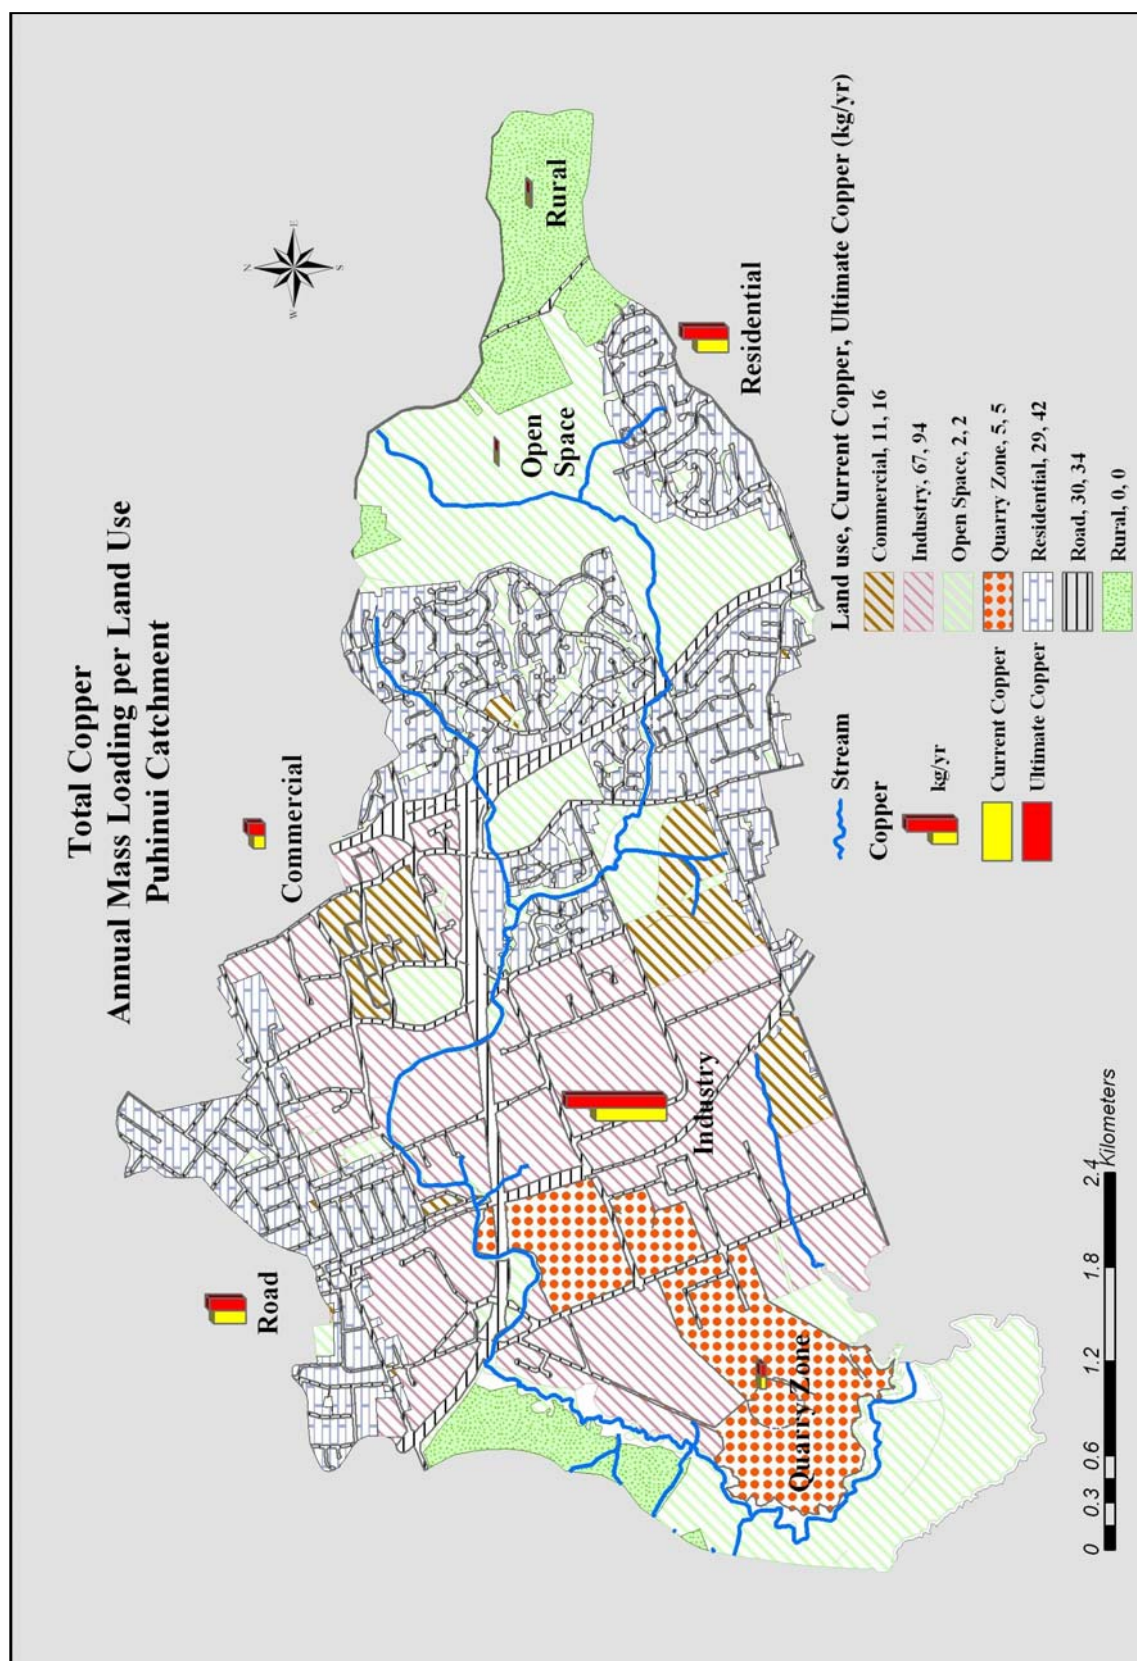 Total Copper
Annual Mass Loading per Land Use
Puhinui Catchment
N
W
E
S
Road
Commercial
Industry
Quarry Zone
Open
Space
Rural
Residential
Stream
Copper
kg/yr
Current Copper
Ultimate Copper
Land use, Current Copper, Ultimate Copper (kg/yr)
Commercial, 11, 16
Industry, 67, 94
Open Space, 2, 2
Quarry Zone, 5, 5
Residential, 29, 42
Road, 30, 34
Rural, 0, 0
0 0.3 0.6 1.2 1.8 2.4
Kilometers